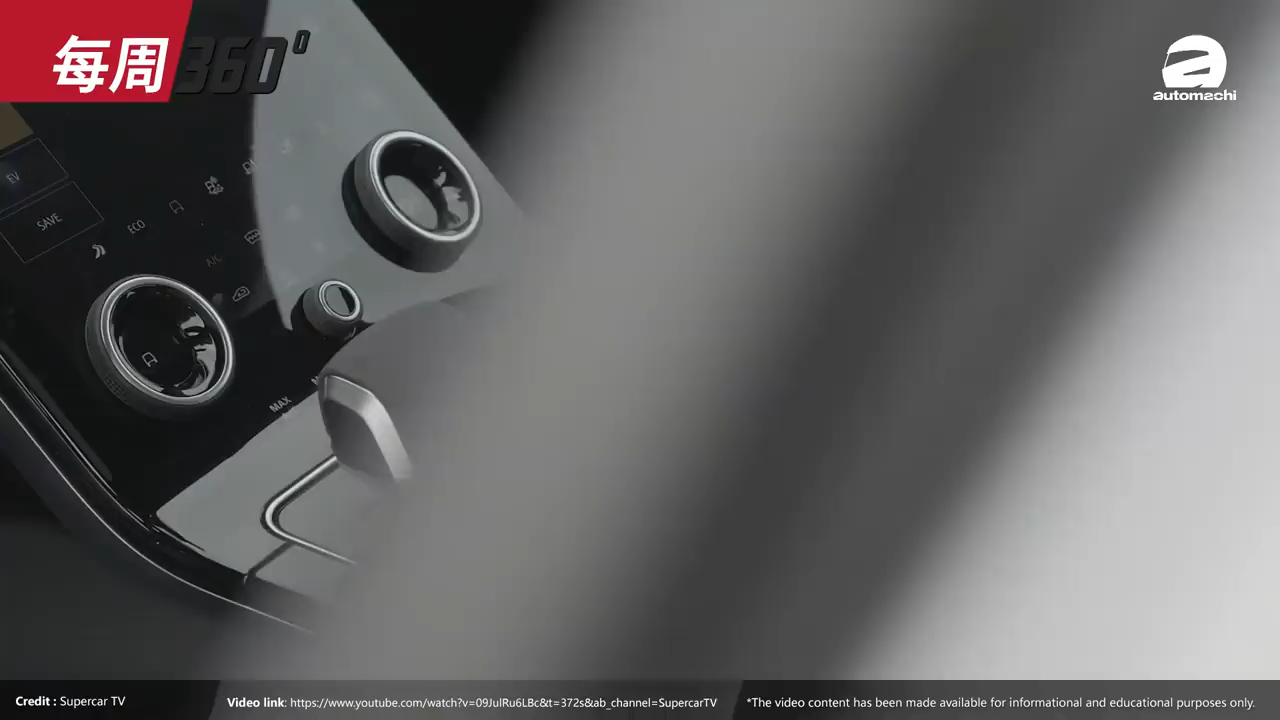 每周360°
automachi
EV
SAVE
ECO
A/C
MAX
Credit : Supercar TV
Video link: https://www.youtube.com/watch?v=09JulRu6LBc&t=372s&ab_channel=SupercarTV
*The video content has been made available for informational and educational purposes only.